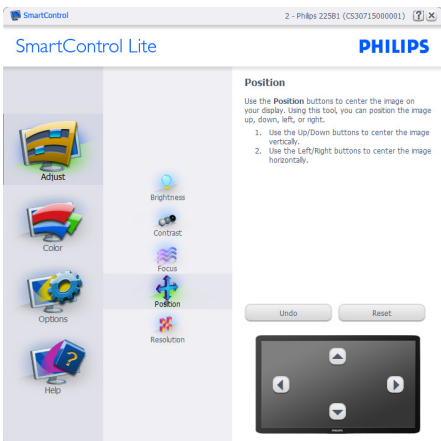 SmartControl
2 - Philips 225B1 (CS30715000001)
SmartControl Lite
PHILIPS
Adjust
Color
Options
Help
Brightness
Contrast
Focus
Position
Resolution
Position
Use the Position buttons to center the image on
your display. Using this tool, you can position the image
up, down, left, or right.
1. Use the Up/Down buttons to center the image
vertically.
2. Use the Left/Right buttons to center the image
horizontally.
Undo
Reset
PHILIPS